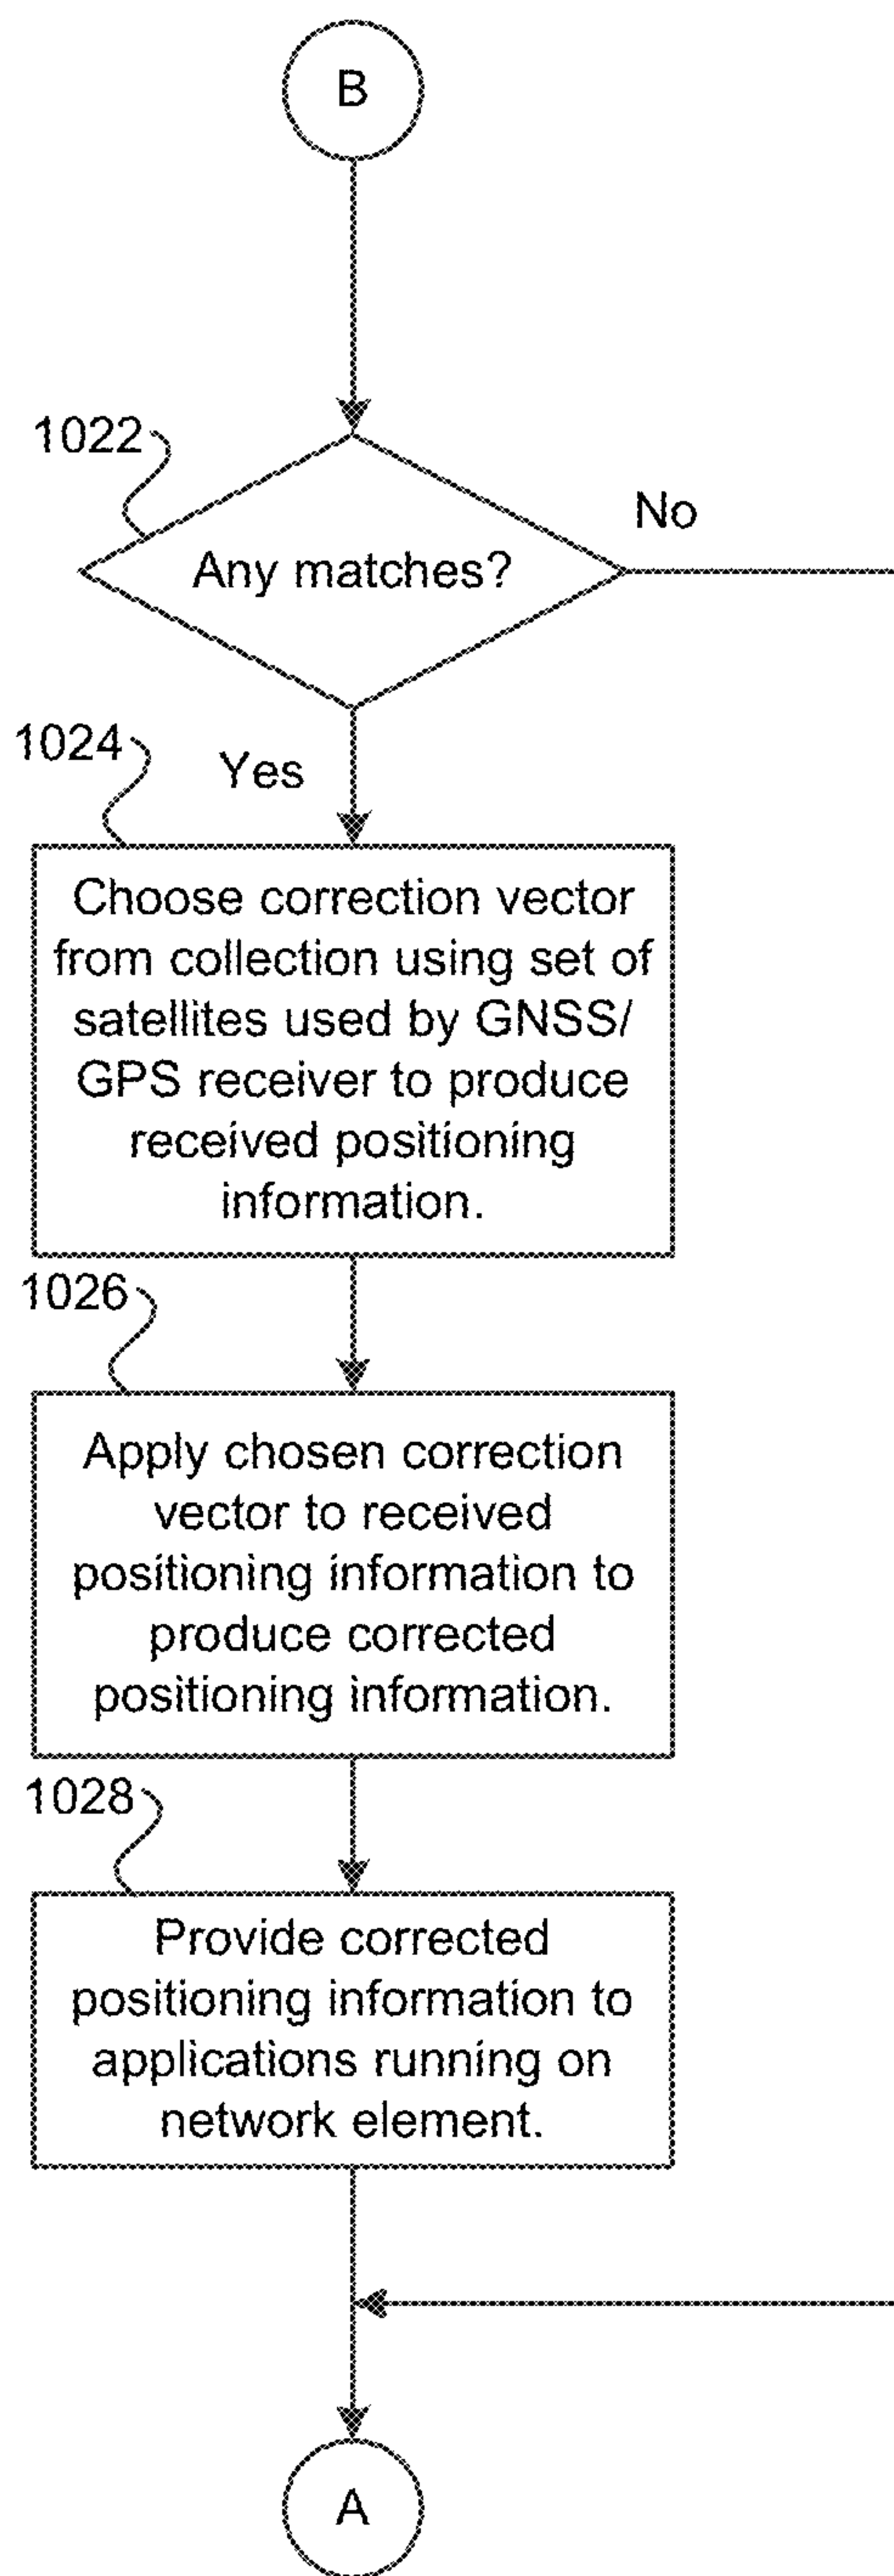 B
1022
No
Any matches?
1024
Yes
Choose correction vector
from collection using set of
satellites used by GNSS/
GPS receiver to produce
received positioning
information.
1026
Apply chosen correction
vector to received
positioning information to
produce corrected
positioning information.
1028
Provide corrected
positioning information to
applications running on
network element.
A